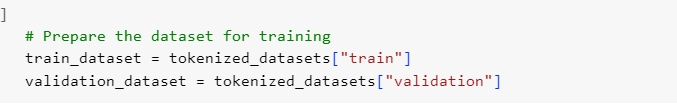 ]
# Prepare the dataset for training
train_dataset = tokenized_datasets["train"]
validation_dataset = tokenized_datasets["validation"]